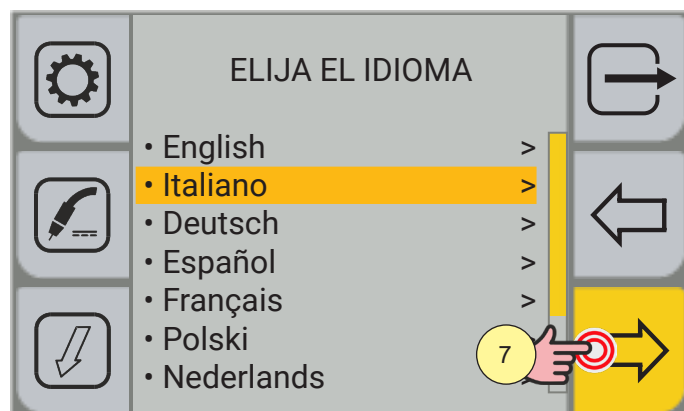 ELIJA EL IDIOMA
• English >
• Italiano >
• Deutsch >
• Español >
• Français >
• Polski
• Nederlands >
7